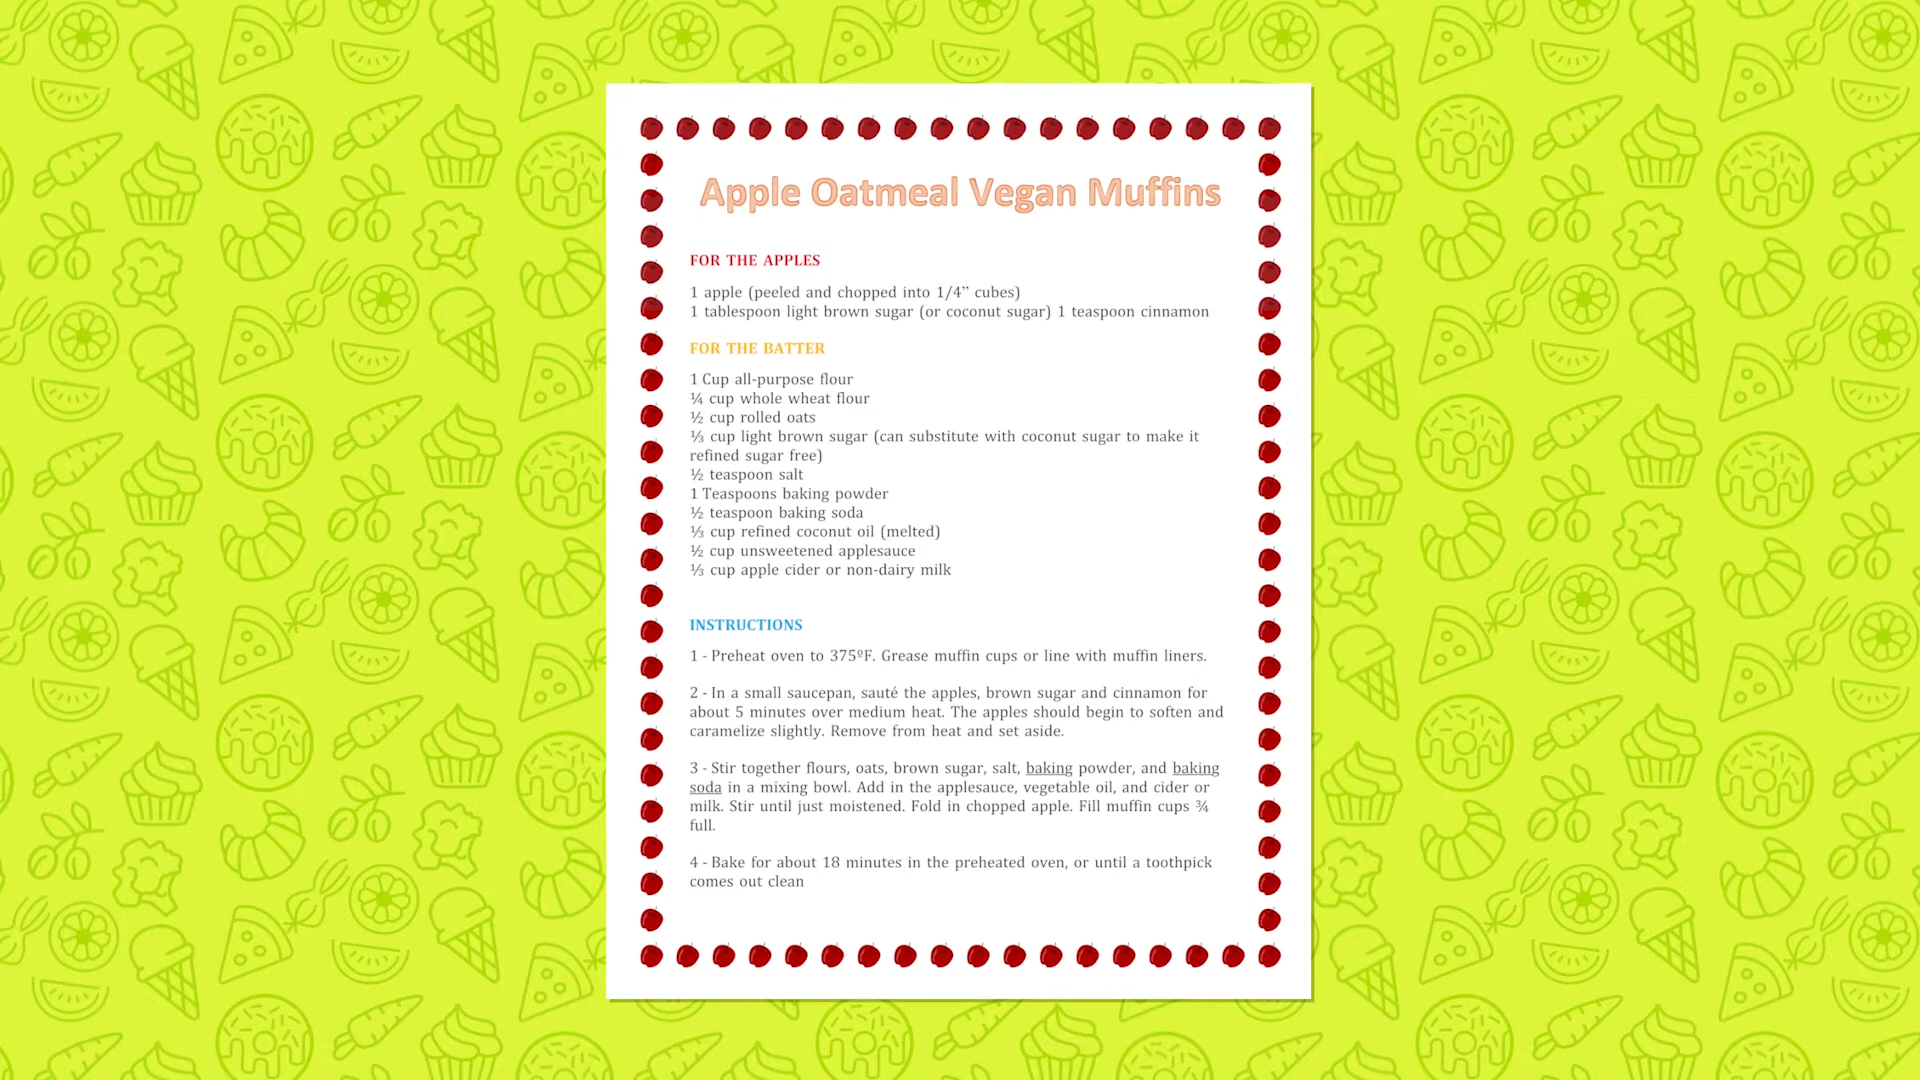 Apple Oatmeal Vegan Muffins
FOR THE APPLES
1 apple (peeled and chopped into 1/4” cubes)
1 tablespoon light brown sugar (or coconut sugar) 1 teaspoon cinnamon
FOR THE BATTER
1 Cup all-purpose flour
¼ cup whole wheat flour
½ cup rolled oats
⅓ cup light brown sugar (can substitute with coconut sugar to make it
refined sugar free)
½ teaspoon salt
1 Teaspoons baking powder
½ teaspoon baking soda
⅓ cup refined coconut oil (melted)
½ cup unsweetened applesauce
⅓ cup apple cider or non-dairy milk
INSTRUCTIONS
1 - Preheat oven to 375ºF. Grease muffin cups or line with muffin liners.
2 - In a small saucepan, sauté the apples, brown sugar and cinnamon for
about 5 minutes over medium heat. The apples should begin to soften and
caramelize slightly. Remove from heat and set aside.
3 - Stir together flours, oats, brown sugar, salt, baking powder, and baking
soda in a mixing bowl. Add in the applesauce, vegetable oil, and cider or
milk. Stir until just moistened. Fold in chopped apple. Fill muffin cups ¾
full.
4 - Bake for about 18 minutes in the preheated oven, or until a toothpick
comes out clean